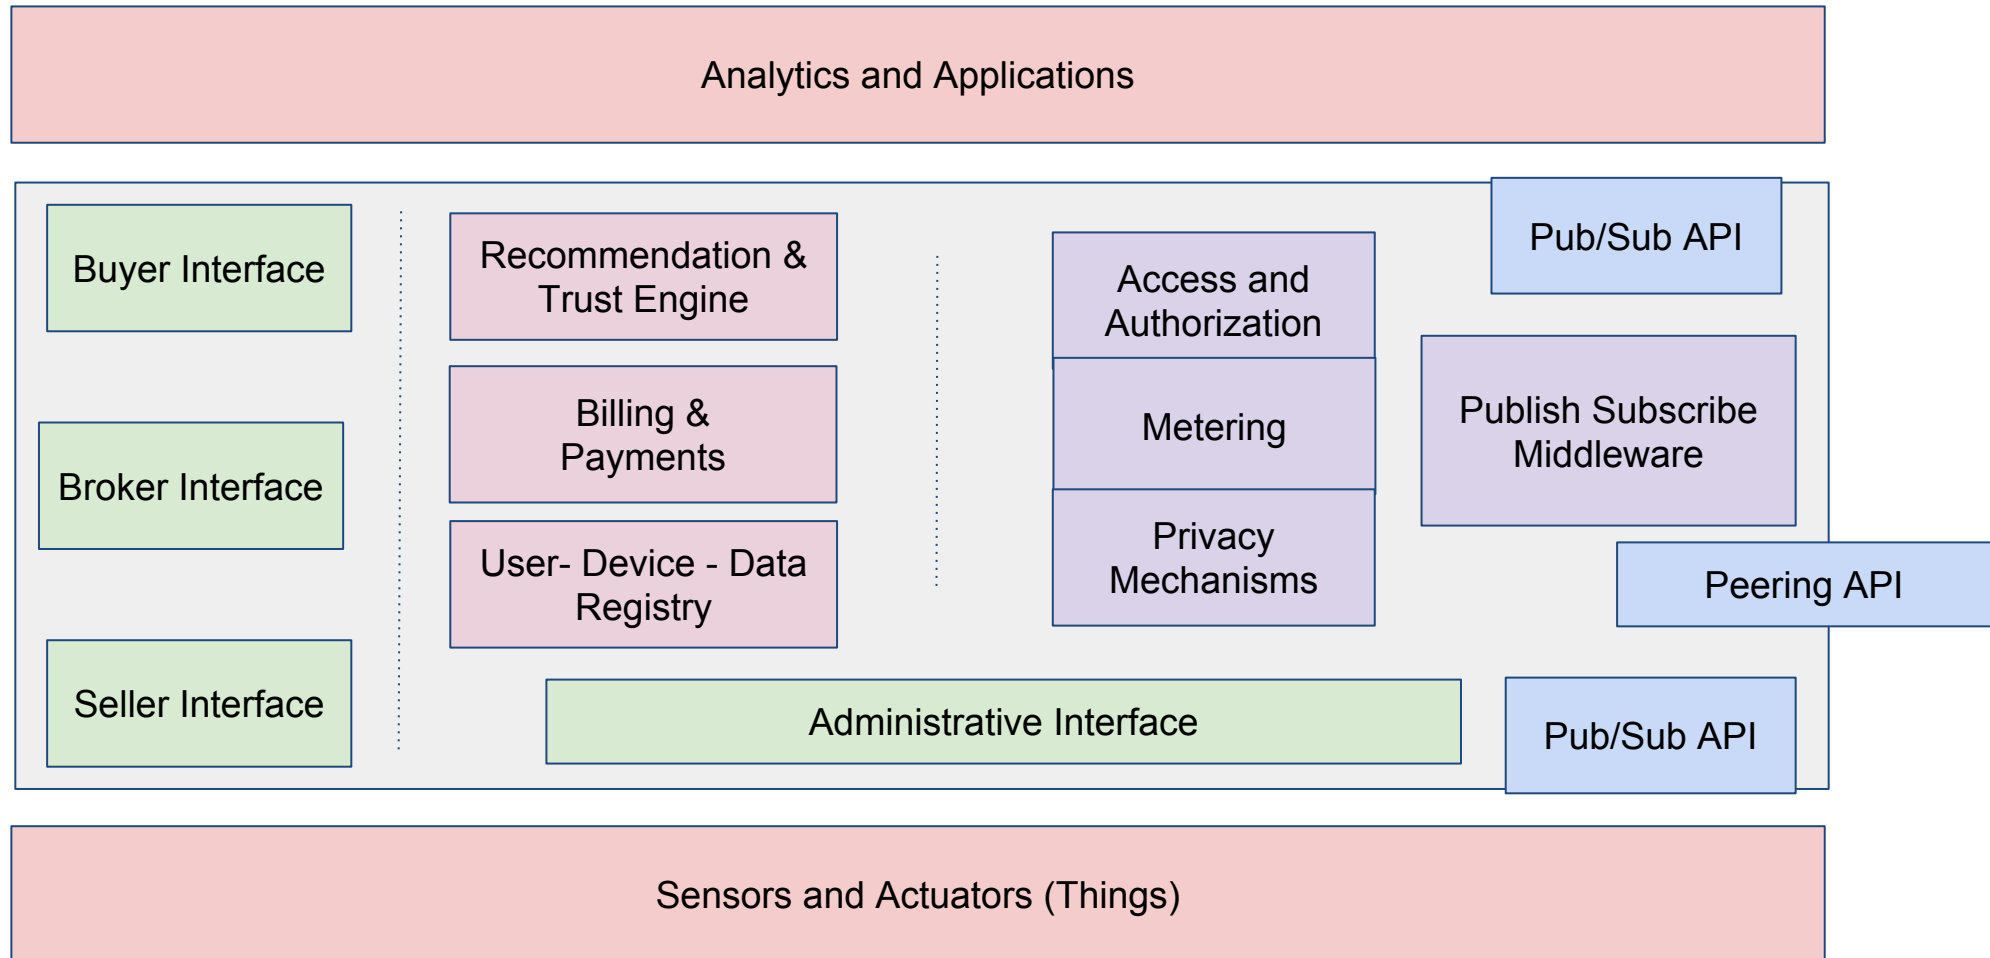 Analytics and Applications
Buyer Interface
Broker Interface
Seller Interface
Recommendation &
Trust Engine
Billing &
Payments
User- Device - Data
Registry
Access and
Authorization
Metering
Privacy
Mechanisms
Pub/Sub API
Publish Subscribe
Middleware
Peering API
Administrative Interface
Pub/Sub API
Sensors and Actuators (Things)